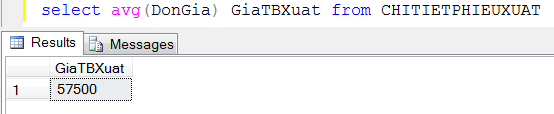 select avg(DonGia) GiaTBXuat from CHITIETPHIEUXUAT
Results Messages
GiaTBXuat
1 57500